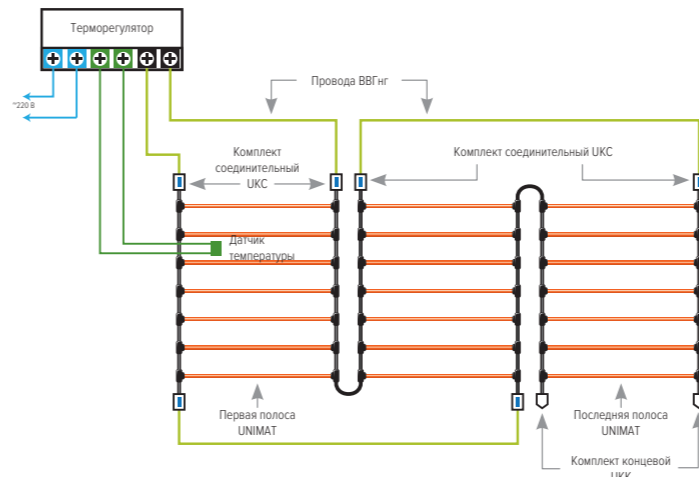 Терморегулятор
~220 В
Провода ВВГнг
Комплект
соединительный
UKC
Комплект соединительный UKC
Датчик
температуры
Первая полоса
UNIMAT
Последняя полоса
UNIMAT
Комплект концевой
UKK